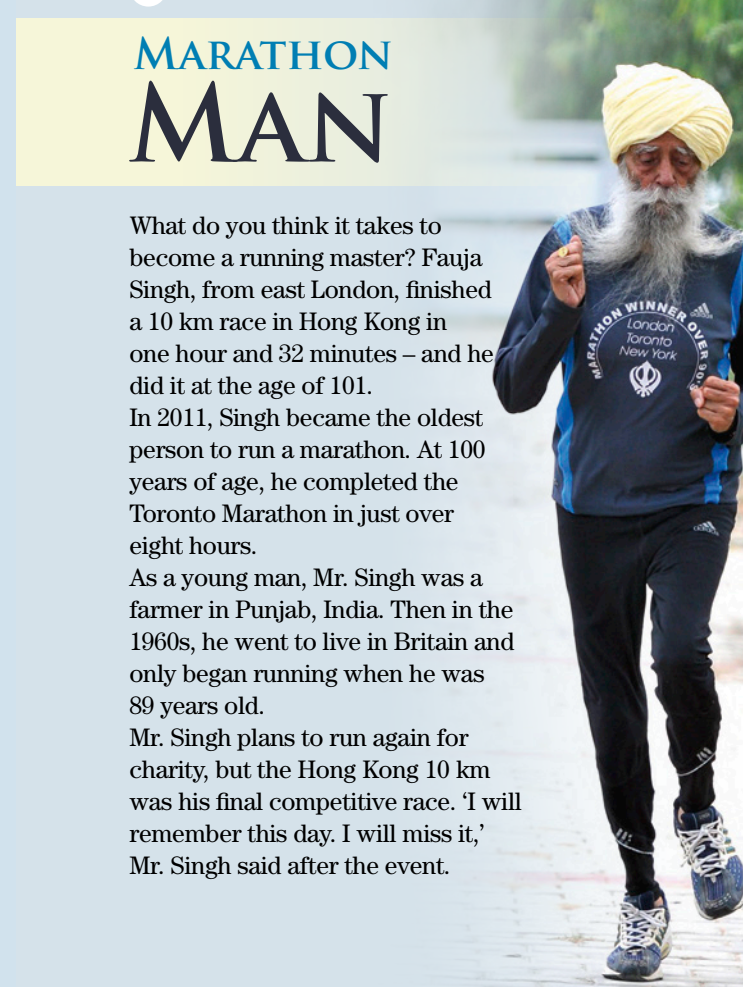 MARATHON
MAN
What do you think it takes to
become a running master? Fauja
Singh, from east London, finished
a 10 km race in Hong Kong in
one hour and 32 minutes – and he
did it at the age of 101.
In 2011, Singh became the oldest
person to run a marathon. At 100
years of age, he completed the
Toronto Marathon in just over
eight hours.
As a young man, Mr. Singh was a
farmer in Punjab, India. Then in the
1960s, he went to live in Britain and
only began running when he was
89 years old.
Mr. Singh plans to run again for
charity, but the Hong Kong 10 km
was his final competitive race. ‘I will
remember this day. I will miss it,’
Mr. Singh said after the event.
adidas
MARATHON WINNER OVER 90'S
London
Toronto
New York
adidas